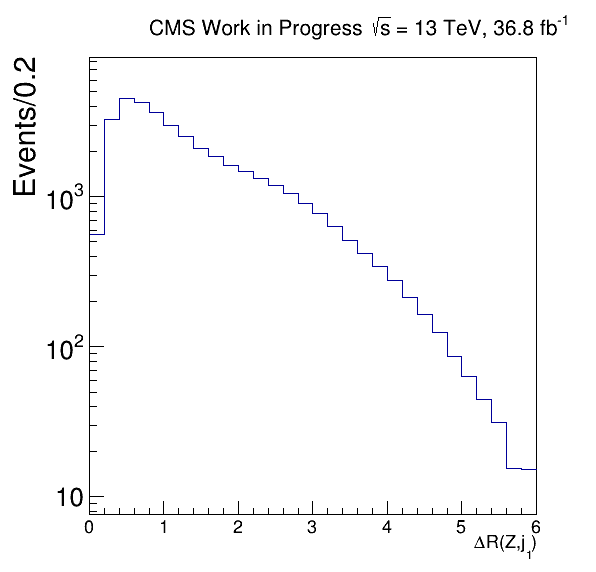 CMS Work in Progress √s = 13 TeV, 36.8 fb⁻¹
Events/0.2
10³
10²
10
0 1 2 3 4 5 6
ΔR(Z,j₁)